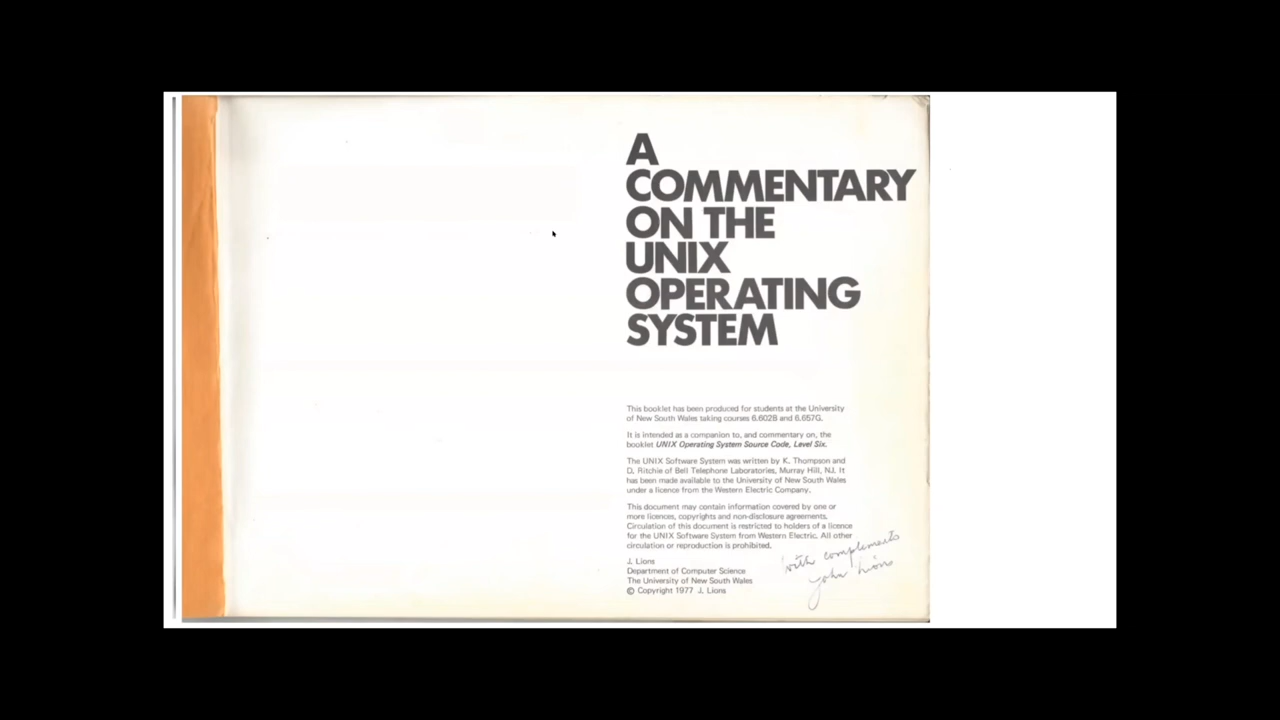 A
COMMENTARY
ON THE
UNIX
OPERATING
SYSTEM
This booklet has been produced for students at the University
of New South Wales taking courses 6.602B and 6.657G.
It is intended as a companion to, and commentary on, the
booklet UNIX Operating System Source Code, Level Six.
The UNIX Software System was written by K. Thompson and
D. Ritchie of Bell Telephone Laboratories, Murray Hill, NJ. It
has been made available to the University of New South Wales
under a licence from the Western Electric Company.
This document may contain information covered by one or
more licences, copyrights and non-disclosure agreements.
Circulation of this document is restricted to holders of a licence
for the UNIX Software System from Western Electric. All other
circulation or reproduction is prohibited.
J. Lions
Department of Computer Science
The University of New South Wales
© Copyright 1977 J. Lions
with complements
John Lions